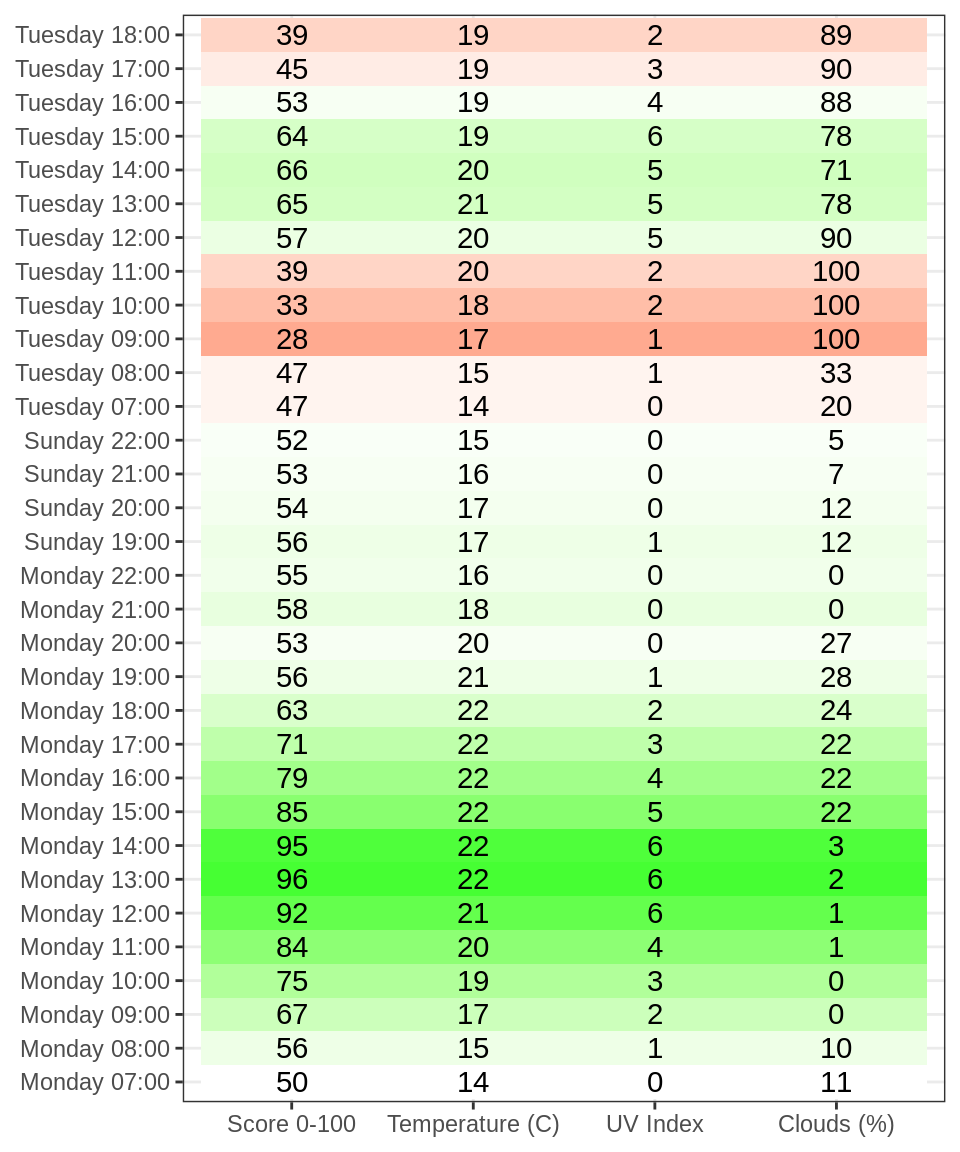 Tuesday 18:00 39 19 2 89
Tuesday 17:00 45 19 3 90
Tuesday 16:00 53 19 4 88
Tuesday 15:00 64 19 6 78
Tuesday 14:00 66 20 5 71
Tuesday 13:00 65 21 5 78
Tuesday 12:00 57 20 5 90
Tuesday 11:00 39 20 2 100
Tuesday 10:00 33 18 2 100
Tuesday 09:00 28 17 1 100
Tuesday 08:00 47 15 1 33
Tuesday 07:00 47 14 0 20
Sunday 22:00 52 15 0 5
Sunday 21:00 53 16 0 7
Sunday 20:00 54 17 0 12
Sunday 19:00 56 17 1 12
Monday 22:00 55 16 0 0
Monday 21:00 58 18 0 0
Monday 20:00 53 20 0 27
Monday 19:00 56 21 1 28
Monday 18:00 63 22 2 24
Monday 17:00 71 22 3 22
Monday 16:00 79 22 4 22
Monday 15:00 85 22 5 22
Monday 14:00 95 22 6 3
Monday 13:00 96 22 6 2
Monday 12:00 92 21 6 1
Monday 11:00 84 20 4 1
Monday 10:00 75 19 3 0
Monday 09:00 67 17 2 0
Monday 08:00 56 15 1 10
Monday 07:00 50 14 0 11
Score 0-100 Temperature (C) UV Index Clouds (%)